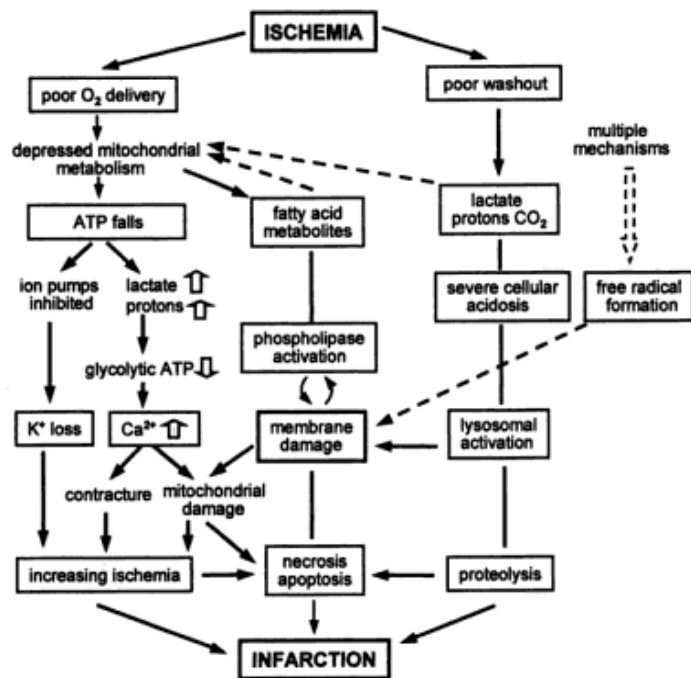 ISCHEMIA
poor O₂ delivery
poor washout
depressed mitochondrial
metabolism
multiple
mechanisms
ATP falls
fatty acid
metabolites
lactate
protons CO₂
ion pumps
inhibited
lactate
protons
severe cellular
acidosis
free radical
formation
phospholipase
activation
glycolytic ATP
K⁺ loss
Ca²⁺
membrane
damage
lysosomal
activation
contracture
mitochondrial
damage
increasing ischemia
necrosis
apoptosis
proteolysis
INFARCTION